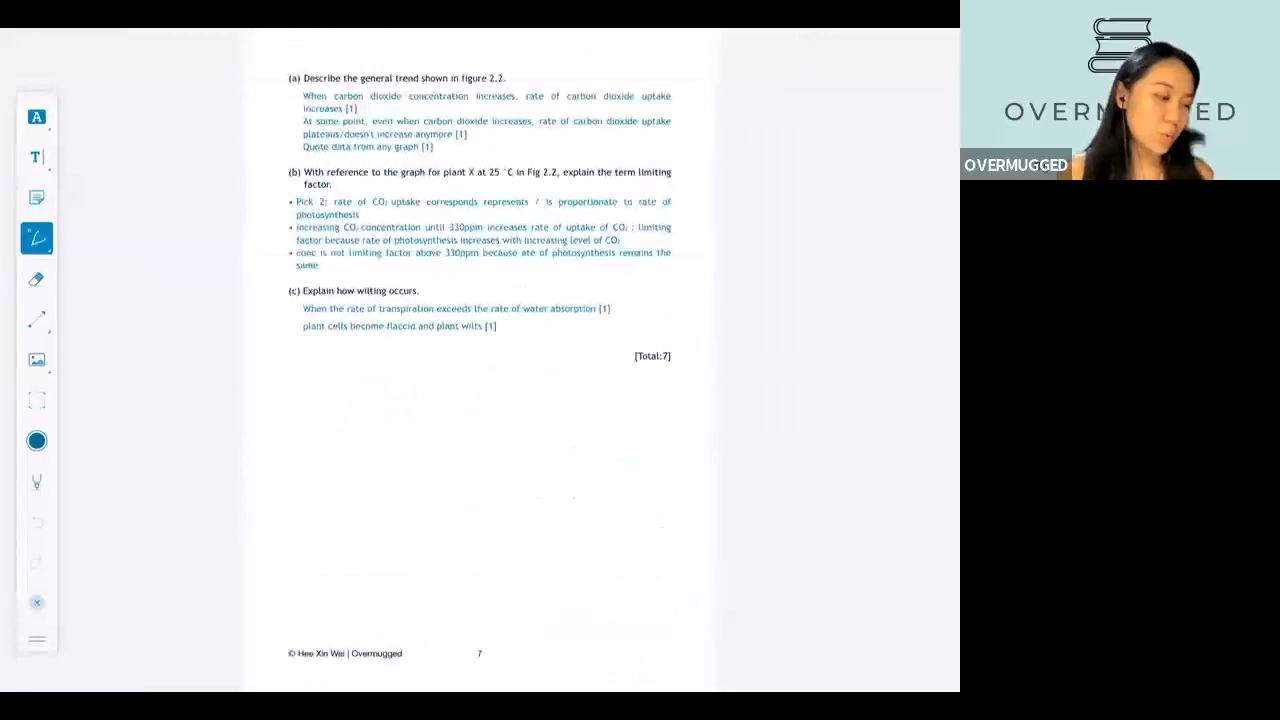 (a) Describe the general trend shown in figure 2.2.
When carbon dioxide concentration increases, rate of carbon dioxide uptake
increases [1]
At some point, even when carbon dioxide increases, rate of carbon dioxide uptake
plateaus/doesn't increase anymore [1]
Quote data from any graph [1]
(b) With reference to the graph for plant X at 25 °C in Fig 2.2, explain the term limiting
factor.
• Pick 2: rate of CO₂ uptake corresponds represents / is proportionate to rate of
photosynthesis
• increasing CO₂ concentration until 330ppm increases rate of uptake of CO₂ ; limiting
factor because rate of photosynthesis increases with increasing level of CO₂
• conc is not limiting factor above 330ppm because ate of photosynthesis remains the
same
(c) Explain how wilting occurs.
When the rate of transpiration exceeds the rate of water absorption [1]
plant cells become flaccid and plant wilts [1]
[Total:7]
© Hee Xin Wei | Overmugged 7
OVERM GGED
OVERMUGGED
A
T